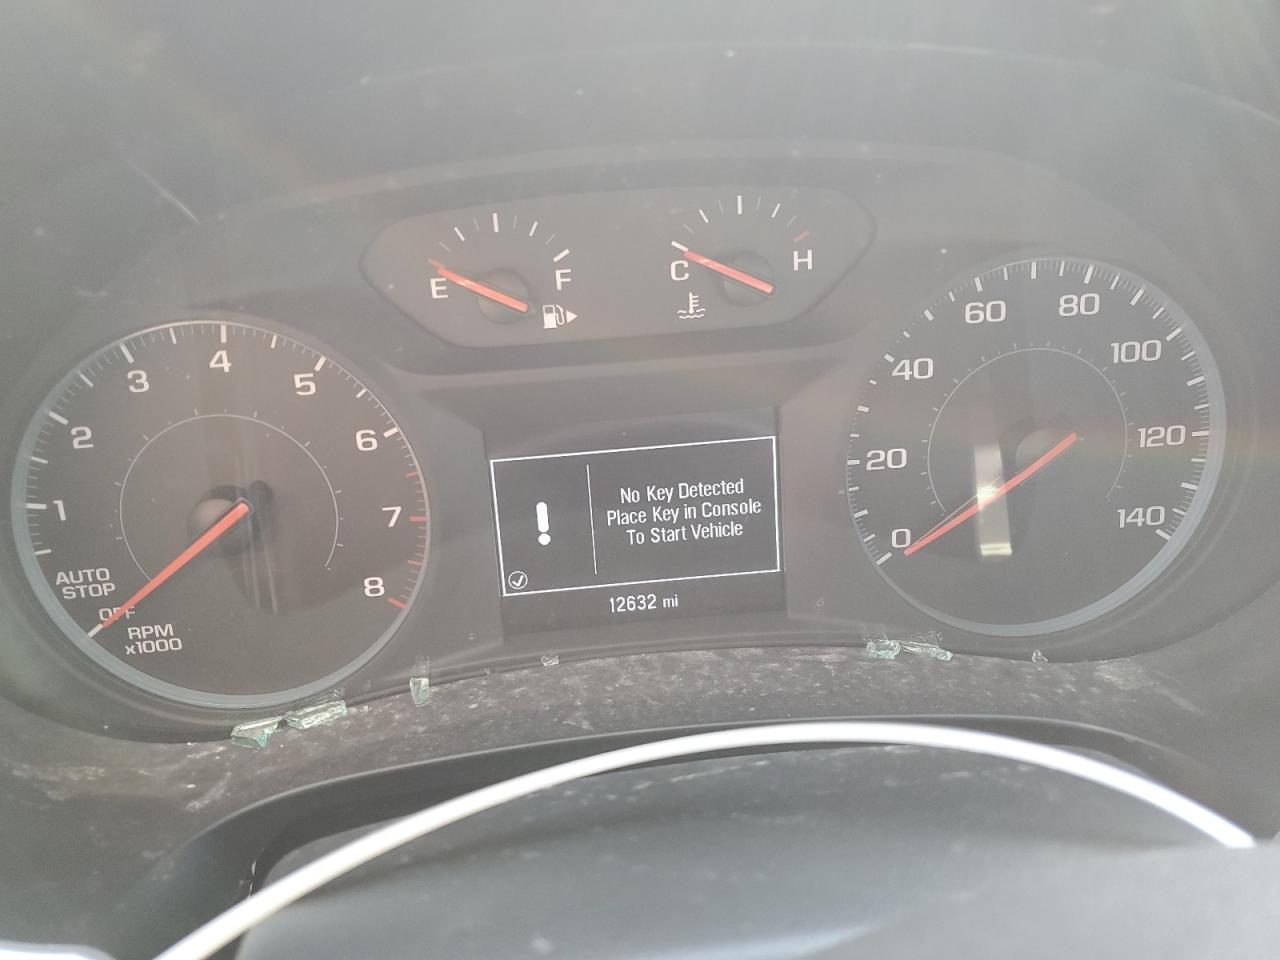 E
F
C
H
1
2
3
4
5
6
7
8
AUTO
STOP
OFF
RPM
x1000
No Key Detected
Place Key in Console
To Start Vehicle
12632 mi
0
20
40
60
80
100
120
140